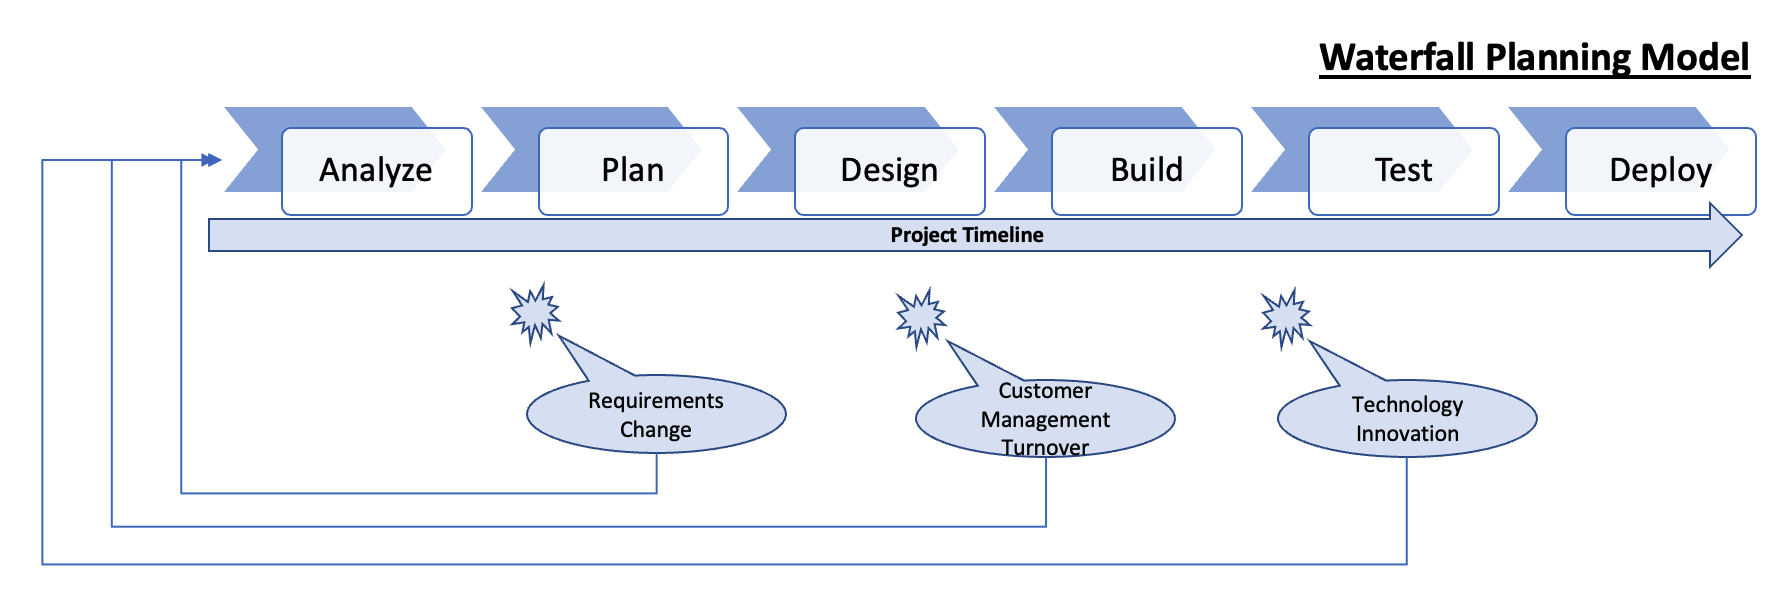 Waterfall Planning Model
Analyze
Plan
Design
Build
Test
Deploy
Project Timeline
Requirements
Change
Customer
Management
Turnover
Technology
Innovation